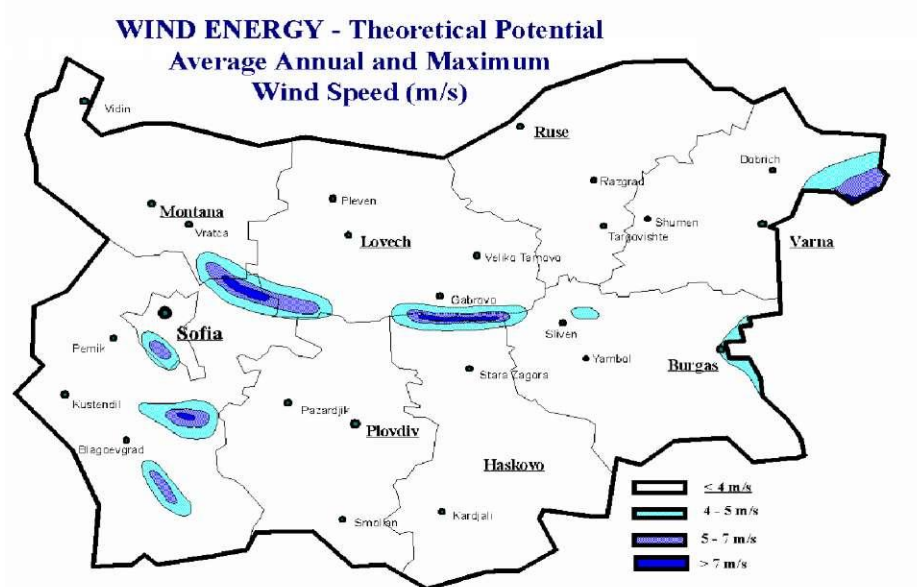 WIND ENERGY - Theoretical Potential
Average Annual and Maximum
Wind Speed (m/s)
Vidin
Ruse
Dobrich
Razgrad
Pleven
Montana
Vratca
Lovech
Shumen
Targovishte
Varna
Veliko Tarnovo
Gabrovo
Sofia
Sliven
Pernik
Yambol
Burgas
Stara Zagora
Kustendil
Pazardjik
Plovdiv
Blagoevgrad
Haskovo
Smolian
Kardjali
< 4 m/s
4 - 5 m/s
5 - 7 m/s
> 7 m/s